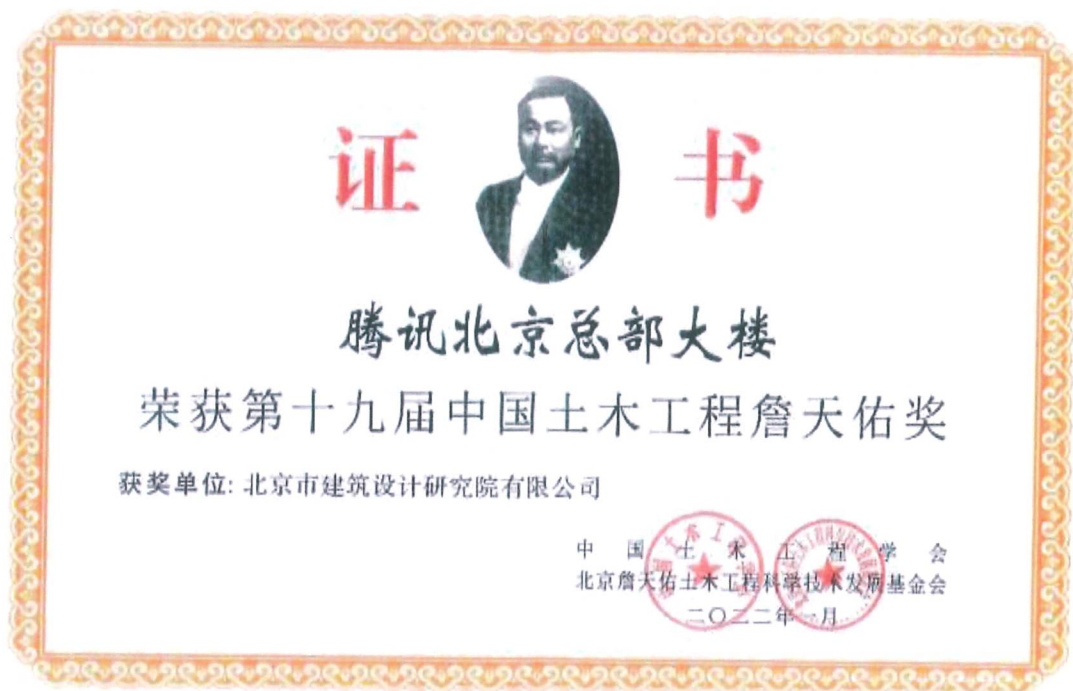 证 书
腾讯北京总部大楼
荣获第十九届中国土木工程詹天佑奖
获奖单位: 北京市建筑设计研究院有限公司
中国土木工程学会
北京詹天佑土木工程科学技术发展基金会
二〇二二年一月